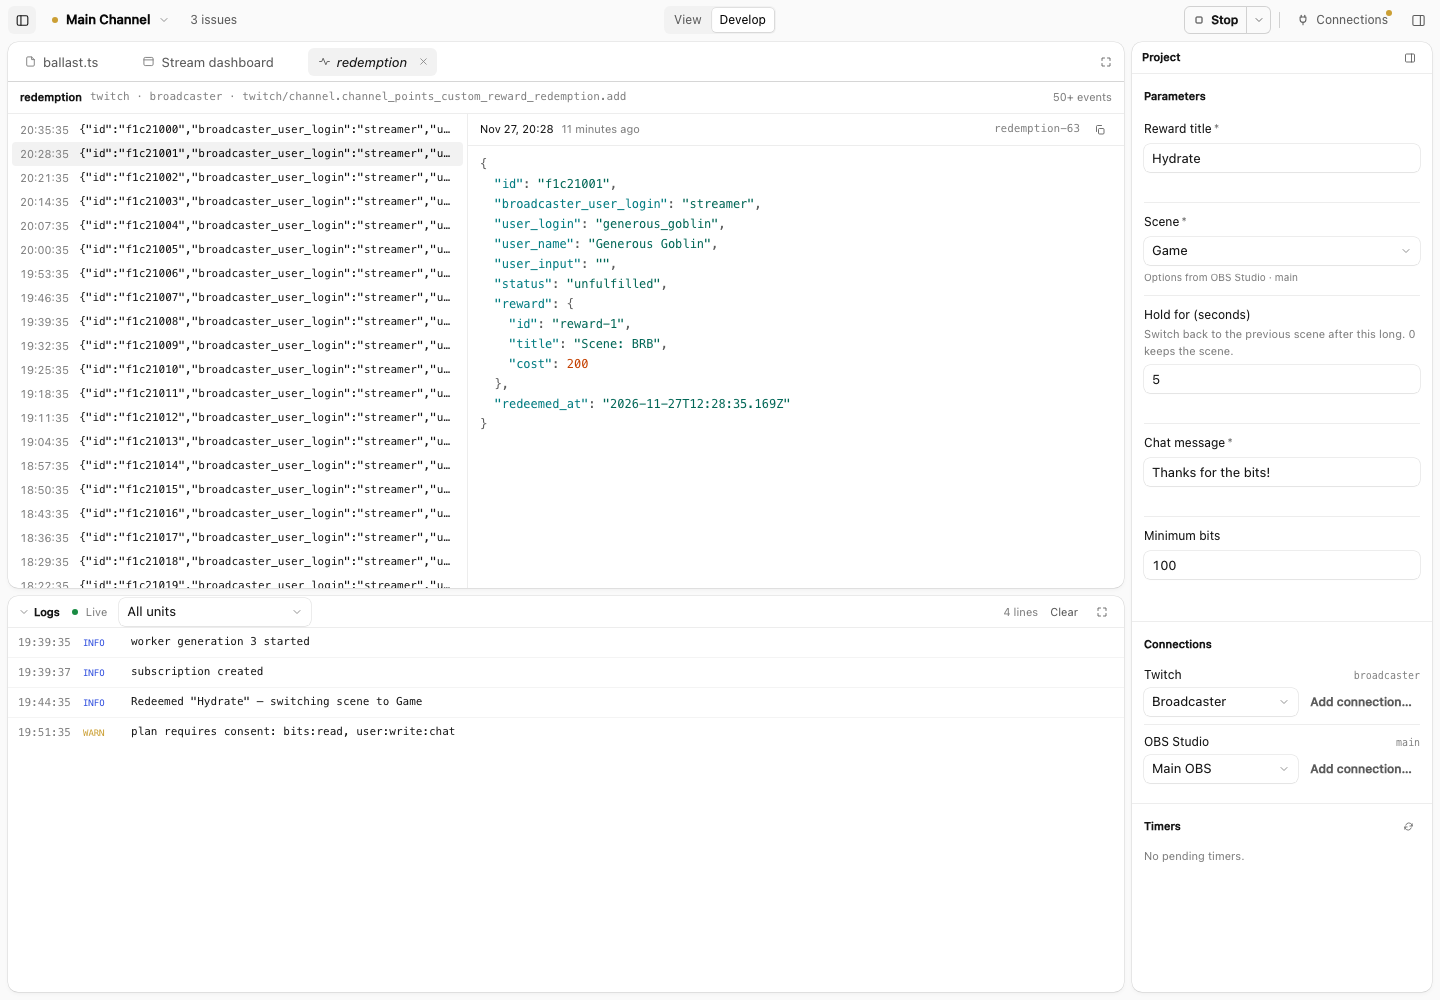 Main Channel
3 issues
View
Develop
Stop
Connections
ballast.ts
Stream dashboard
redemption
redemption twitch · broadcaster · twitch/channel.channel_points_custom_reward_redemption.add
50+ events
20:35:35 {"id":"f1c21000","broadcaster_user_login":"streamer","u…
20:28:35 {"id":"f1c21001","broadcaster_user_login":"streamer","u…
20:21:35 {"id":"f1c21002","broadcaster_user_login":"streamer","u…
20:14:35 {"id":"f1c21003","broadcaster_user_login":"streamer","u…
20:07:35 {"id":"f1c21004","broadcaster_user_login":"streamer","u…
20:00:35 {"id":"f1c21005","broadcaster_user_login":"streamer","u…
19:53:35 {"id":"f1c21006","broadcaster_user_login":"streamer","u…
19:46:35 {"id":"f1c21007","broadcaster_user_login":"streamer","u…
19:39:35 {"id":"f1c21008","broadcaster_user_login":"streamer","u…
19:32:35 {"id":"f1c21009","broadcaster_user_login":"streamer","u…
19:25:35 {"id":"f1c21010","broadcaster_user_login":"streamer","u…
19:18:35 {"id":"f1c21011","broadcaster_user_login":"streamer","u…
19:11:35 {"id":"f1c21012","broadcaster_user_login":"streamer","u…
19:04:35 {"id":"f1c21013","broadcaster_user_login":"streamer","u…
18:57:35 {"id":"f1c21014","broadcaster_user_login":"streamer","u…
18:50:35 {"id":"f1c21015","broadcaster_user_login":"streamer","u…
18:43:35 {"id":"f1c21016","broadcaster_user_login":"streamer","u…
18:36:35 {"id":"f1c21017","broadcaster_user_login":"streamer","u…
18:29:35 {"id":"f1c21018","broadcaster_user_login":"streamer","u…
18:22:35 {"id":"f1c21019","broadcaster_user_login":"streamer","u…
Nov 27, 20:28 11 minutes ago
redemption-63
{
"id": "f1c21001",
"broadcaster_user_login": "streamer",
"user_login": "generous_goblin",
"user_name": "Generous Goblin",
"user_input": "",
"status": "unfulfilled",
"reward": {
"id": "reward-1",
"title": "Scene: BRB",
"cost": 200
},
"redeemed_at": "2026-11-27T12:28:35.169Z"
}
Logs
Live
All units
4 lines
Clear
19:39:35 INFO worker generation 3 started
19:39:37 INFO subscription created
19:44:35 INFO Redeemed "Hydrate" — switching scene to Game
19:51:35 WARN plan requires consent: bits:read, user:write:chat
Project
Parameters
Reward title *
Hydrate
Scene *
Game
Options from OBS Studio · main
Hold for (seconds)
Switch back to the previous scene after this long. 0
keeps the scene.
5
Chat message *
Thanks for the bits!
Minimum bits
100
Connections
Twitch
broadcaster
Broadcaster
Add connection…
OBS Studio
main
Main OBS
Add connection…
Timers
No pending timers.